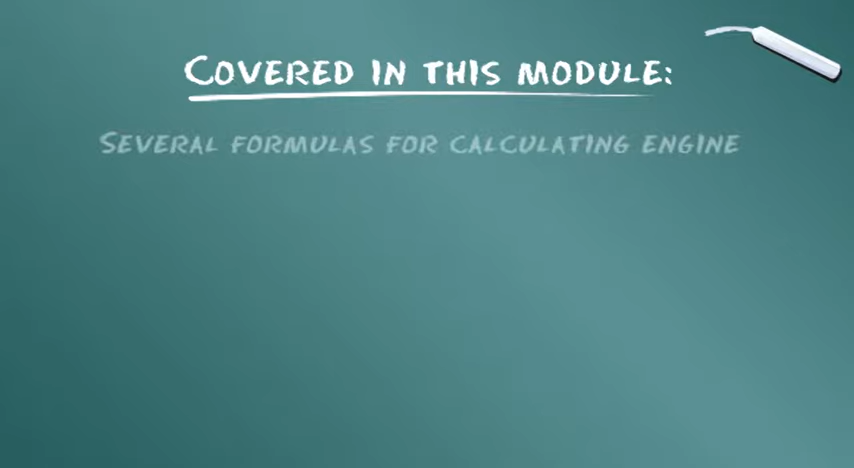 Covered in this module:
Several formulas for calculating engine